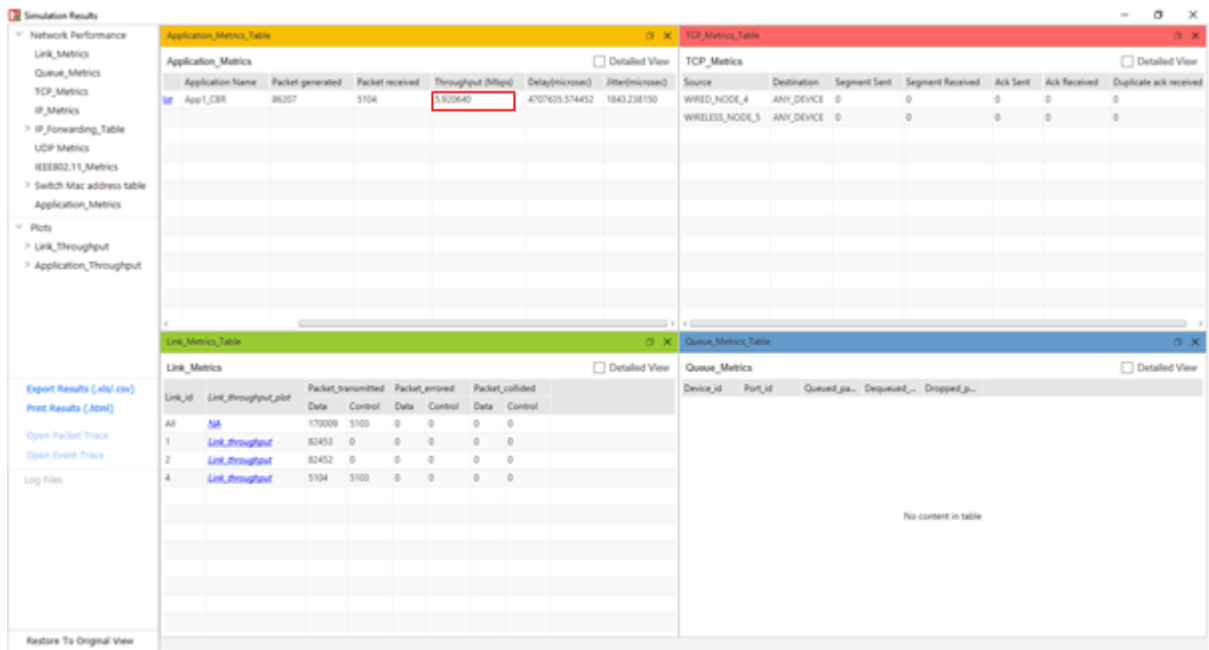 Simulation Results
Network Performance
Link_Metrics
Queue_Metrics
TCP_Metrics
IP_Metrics
IP_Forwarding_Table
UDP Metrics
IEEE802.11_Metrics
Switch Mac address table
Application_Metrics
Plots
Link_Throughput
Application_Throughput
Export Results (.xls/.csv)
Print Results (.html)
Open Packet Trace
Open Event Trace
Log Files
Restore To Original View
Application_Metrics_Table
Application_Metrics Detailed View
Application Name Packet generated Packet received Throughput (Mbps) Delay(microsec) Jitter(microsec)
App1_CBR 86207 5104 5.920640 4707635.574452 1843.238150
TCP_Metrics_Table
TCP_Metrics Detailed View
Source Destination Segment Sent Segment Received Ack Sent Ack Received Duplicate ack received
WIRED_NODE_4 ANY_DEVICE 0 0 0 0 0
WIRELESS_NODE_5 ANY_DEVICE 0 0 0 0 0
Link_Metrics_Table
Link_Metrics Detailed View
Link_id Link_throughput_plot Packet_transmitted Packet_errored Packet_collided
Data Control Data Control Data Control
All NA 170009 5103 0 0 0 0
1 Link_throughput 82453 0 0 0 0 0
2 Link_throughput 82452 0 0 0 0 0
4 Link_throughput 5104 5103 0 0 0 0
Queue_Metrics_Table
Queue_Metrics Detailed View
Device_id Port_id Queued_pa... Dequeued_... Dropped_p...
No content in table